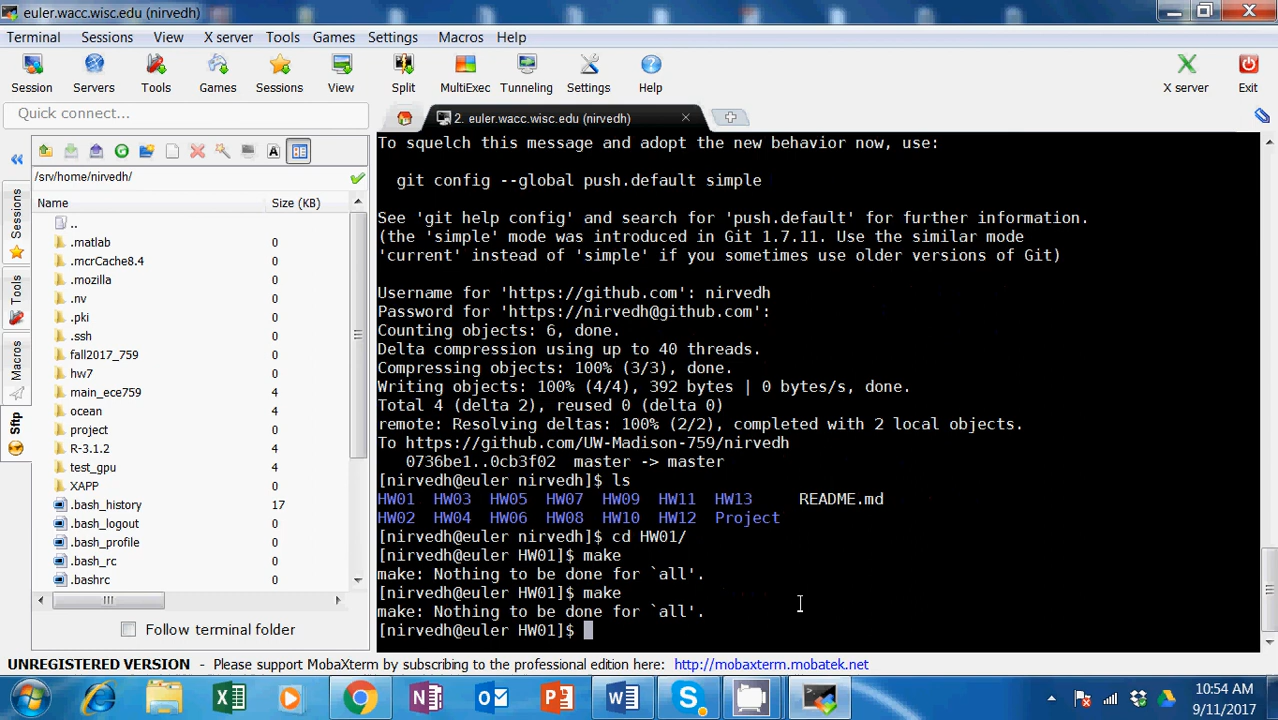 euler.wacc.wisc.edu (nirvedh)
Terminal Sessions View X server Tools Games Settings Macros Help
Session Servers Tools Games Sessions View Split MultiExec Tunneling Settings Help X server Exit
Quick connect...
2. euler.wacc.wisc.edu (nirvedh)
/srv/home/nirvedh/
Name Size (KB)
..
.matlab 0
.mcrCache8.4 0
.mozilla 0
.nv 0
.pki 0
.ssh 0
fall2017_759 0
hw7 0
main_ece759 4
ocean 4
project 0
R-3.1.2 4
test_gpu 4
XAPP 0
.bash_history 17
.bash_logout 0
.bash_profile 0
.bash_rc 0
.bashrc 0
Follow terminal folder
Sessions
Tools
Macros
Sftp
To squelch this message and adopt the new behavior now, use:
git config --global push.default simple
See 'git help config' and search for 'push.default' for further information.
(the 'simple' mode was introduced in Git 1.7.11. Use the similar mode
'current' instead of 'simple' if you sometimes use older versions of Git)
Username for 'https://github.com': nirvedh
Password for 'https://nirvedh@github.com':
Counting objects: 6, done.
Delta compression using up to 40 threads.
Compressing objects: 100% (3/3), done.
Writing objects: 100% (4/4), 392 bytes | 0 bytes/s, done.
Total 4 (delta 2), reused 0 (delta 0)
remote: Resolving deltas: 100% (2/2), completed with 2 local objects.
To https://github.com/UW-Madison-759/nirvedh
0736be1..0cb3f02 master -> master
[nirvedh@euler nirvedh]$ ls
HW01 HW03 HW05 HW07 HW09 HW11 HW13 README.md
HW02 HW04 HW06 HW08 HW10 HW12 Project
[nirvedh@euler nirvedh]$ cd HW01/
[nirvedh@euler HW01]$ make
make: Nothing to be done for `all'.
[nirvedh@euler HW01]$ make
make: Nothing to be done for `all'.
[nirvedh@euler HW01]$
UNREGISTERED VERSION - Please support MobaXterm by subscribing to the professional edition here: http://mobaxterm.mobatek.net
10:54 AM
9/11/2017